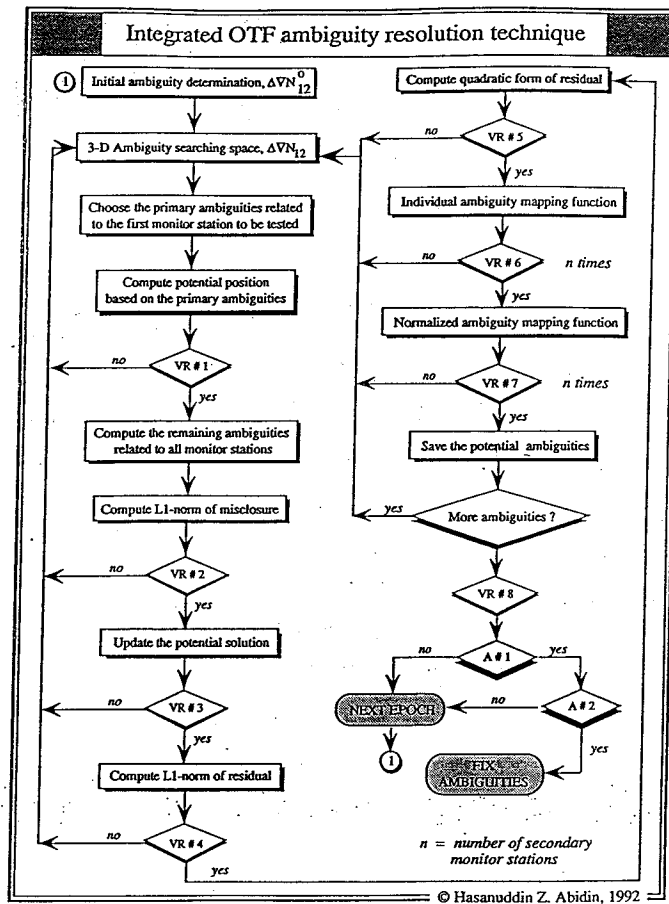 Integrated OTF ambiguity resolution technique
1
Initial ambiguity determination, Δ∇N⁰₁₂
3-D Ambiguity searching space, Δ∇N₁₂
Choose the primary ambiguities related
to the first monitor station to be tested
Compute potential position
based on the primary ambiguities
no
VR # 1
yes
Compute the remaining ambiguities
related to all monitor stations
Compute L1-norm of misclosure
no
VR # 2
yes
Update the potential solution
no
VR # 3
yes
Compute L1-norm of residual
no
VR # 4
yes
Compute quadratic form of residual
no
VR # 5
yes
Individual ambiguity mapping function
no
VR # 6
n times
yes
Normalized ambiguity mapping function
no
VR # 7
n times
yes
Save the potential ambiguities
yes
More ambiguities ?
VR # 8
no
A # 1
yes
NEXT EPOCH
no
A # 2
1
yes
FIX
AMBIGUITIES
n = number of secondary
monitor stations
© Hasanuddin Z. Abidin, 1992